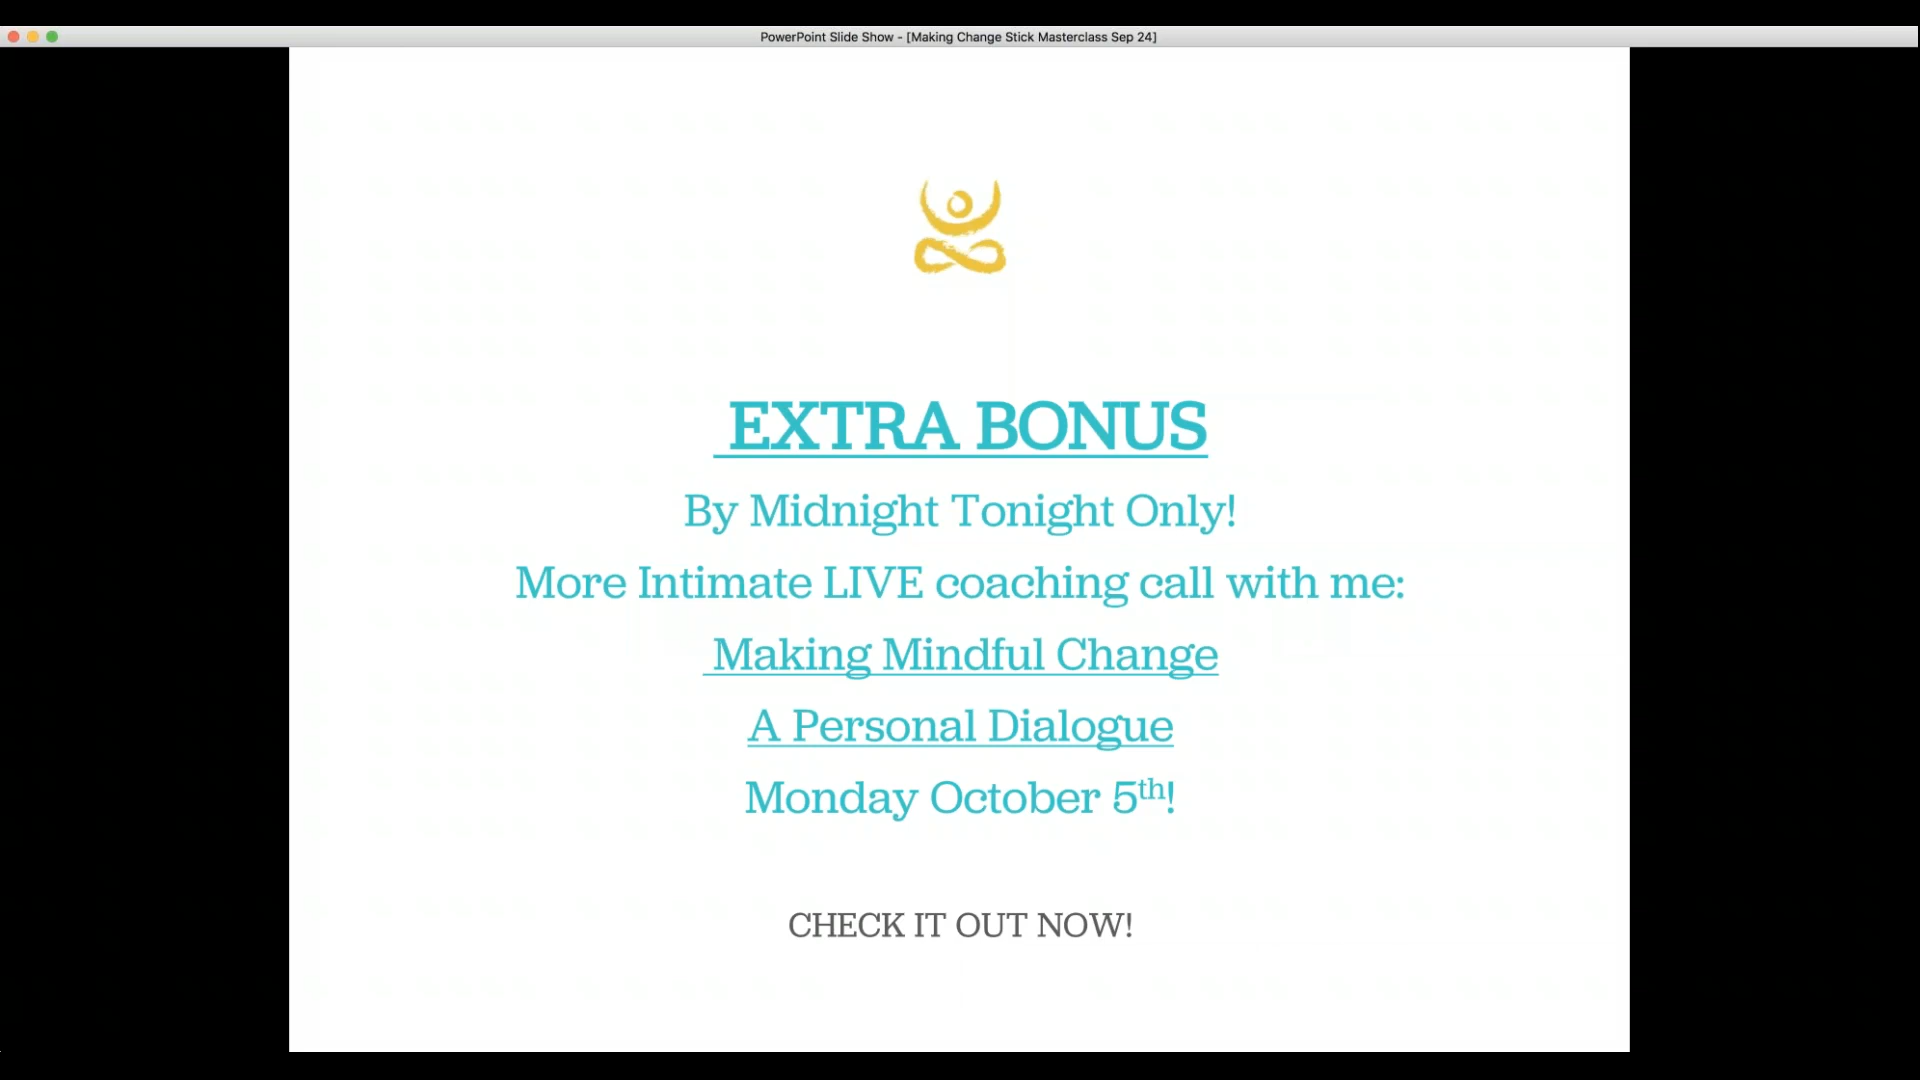 PowerPoint Slide Show - [Making Change Stick Masterclass Sep 24]
EXTRA BONUS
By Midnight Tonight Only!
More Intimate LIVE coaching call with me:
Making Mindful Change
A Personal Dialogue
Monday October 5th!
CHECK IT OUT NOW!